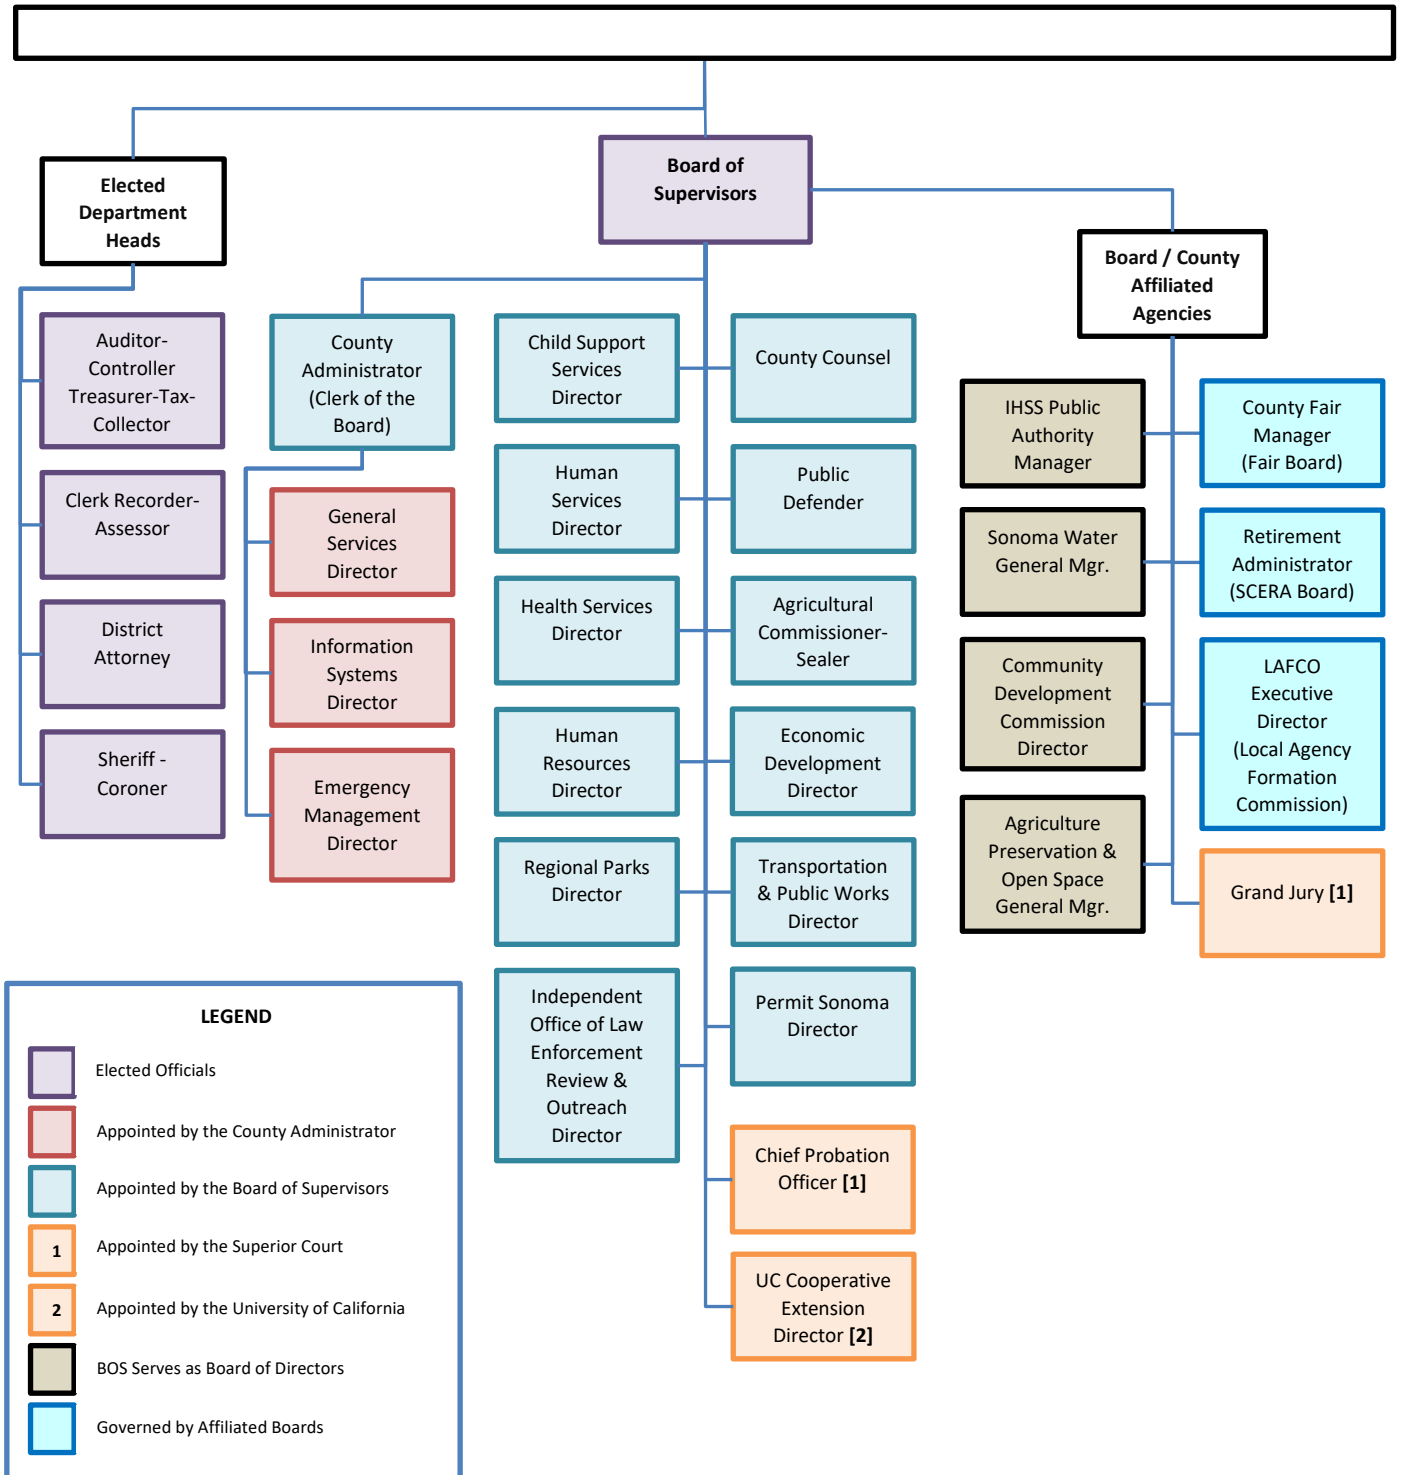 Board of
Supervisors
Elected
Department
Heads
Board / County
Affiliated
Agencies
Auditor-
Controller
Treasurer-Tax-
Collector
Clerk Recorder-
Assessor
District
Attorney
Sheriff -
Coroner
County
Administrator
(Clerk of the
Board)
General
Services
Director
Information
Systems
Director
Emergency
Management
Director
Child Support
Services
Director
County Counsel
Human
Services
Director
Public
Defender
Health Services
Director
Agricultural
Commissioner-
Sealer
Human
Resources
Director
Economic
Development
Director
Regional Parks
Director
Transportation
& Public Works
Director
Independent
Office of Law
Enforcement
Review &
Outreach
Director
Permit Sonoma
Director
Chief Probation
Officer [1]
UC Cooperative
Extension
Director [2]
IHSS Public
Authority
Manager
County Fair
Manager
(Fair Board)
Sonoma Water
General Mgr.
Retirement
Administrator
(SCERA Board)
Community
Development
Commission
Director
LAFCO
Executive
Director
(Local Agency
Formation
Commission)
Agriculture
Preservation &
Open Space
General Mgr.
Grand Jury [1]
LEGEND
Elected Officials
Appointed by the County Administrator
Appointed by the Board of Supervisors
1 Appointed by the Superior Court
2 Appointed by the University of California
BOS Serves as Board of Directors
Governed by Affiliated Boards